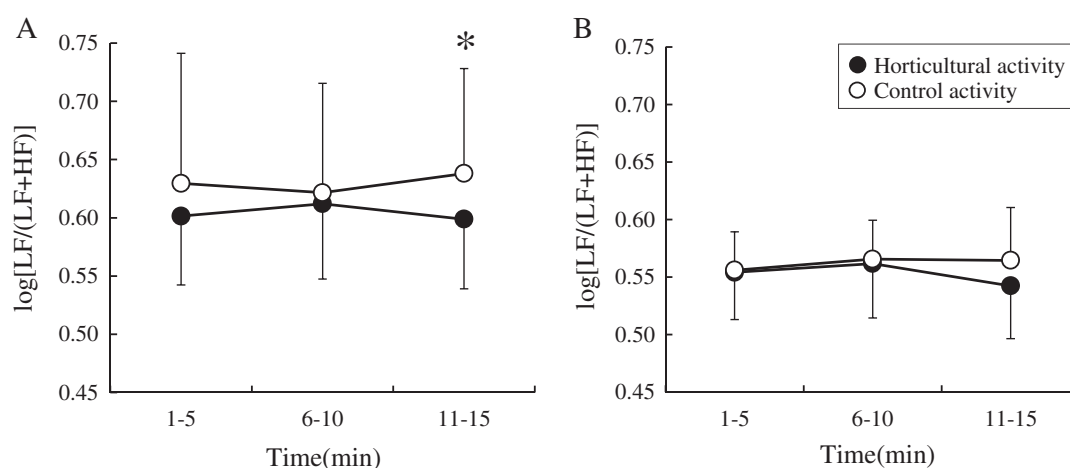 A
*
log[LF/(LF+HF)]
0.75
0.70
0.65
0.60
0.55
0.50
0.45
1-5 6-10 11-15
Time(min)
B
Horticultural activity
Control activity
log[LF/(LF+HF)]
0.75
0.70
0.65
0.60
0.55
0.50
0.45
1-5 6-10 11-15
Time(min)